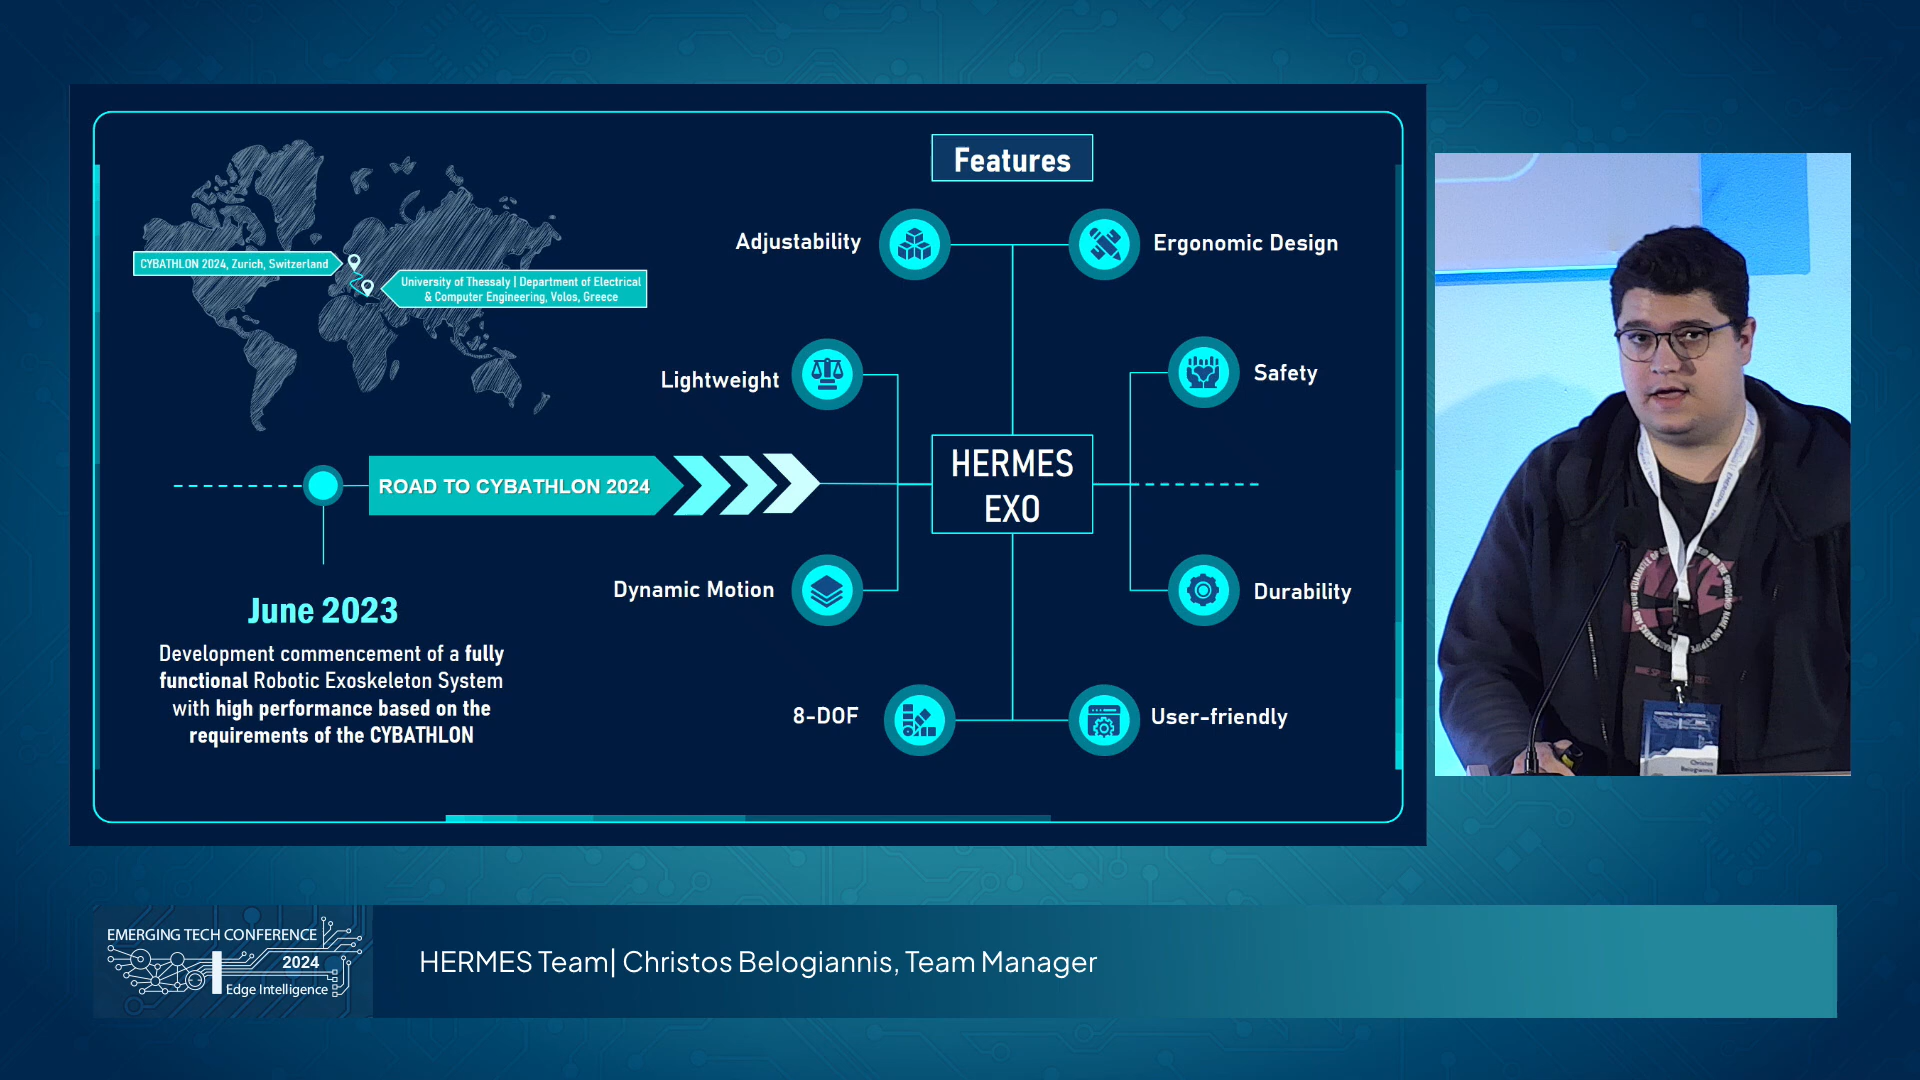 Features
Adjustability
Ergonomic Design
CYBATHLON 2024, Zurich, Switzerland
University of Thessaly | Department of Electrical
& Computer Engineering, Volos, Greece
Lightweight
Safety
HERMES
EXO
ROAD TO CYBATHLON 2024
Dynamic Motion
Durability
June 2023
Development commencement of a fully
functional Robotic Exoskeleton System
with high performance based on the
requirements of the CYBATHLON
8-DOF
User-friendly
Christos
Belogiannis
EMERGING TECH CONFERENCE
2024
Edge Intelligence
HERMES Team| Christos Belogiannis, Team Manager